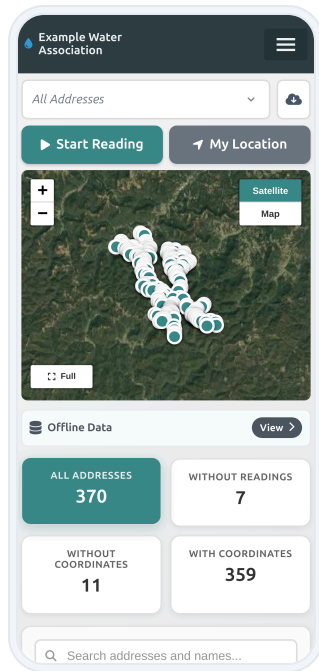 Example Water
Association
All Addresses
Start Reading
My Location
+
−
Satellite
Map
Full
Offline Data
View
ALL ADDRESSES
370
WITHOUT READINGS
7
WITHOUT
COORDINATES
11
WITH COORDINATES
359
Search addresses and names...